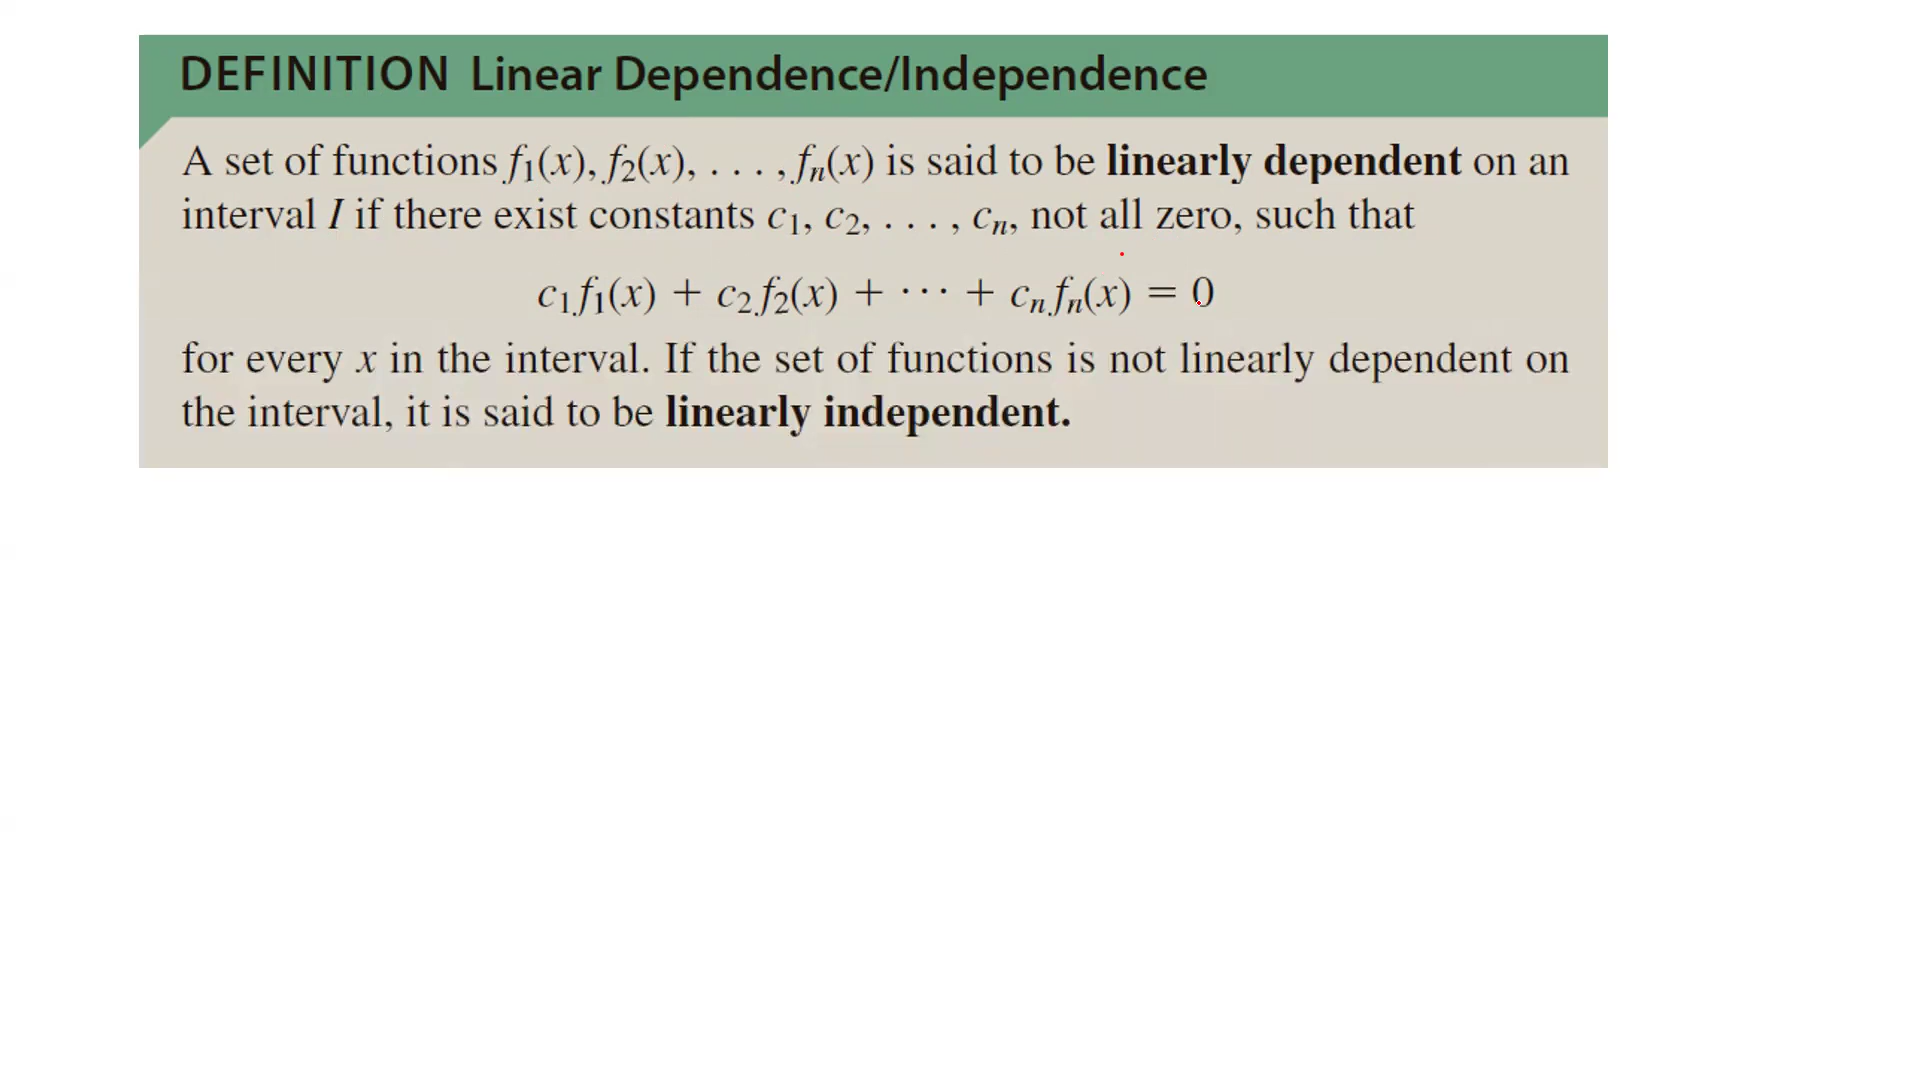 DEFINITION Linear Dependence/Independence
A set of functions f₁(x), f₂(x), . . . , fₙ(x) is said to be linearly dependent on an
interval I if there exist constants c₁, c₂, . . . , cₙ, not all zero, such that
c₁f₁(x) + c₂f₂(x) + ··· + cₙfₙ(x) = 0
for every x in the interval. If the set of functions is not linearly dependent on
the interval, it is said to be linearly independent.